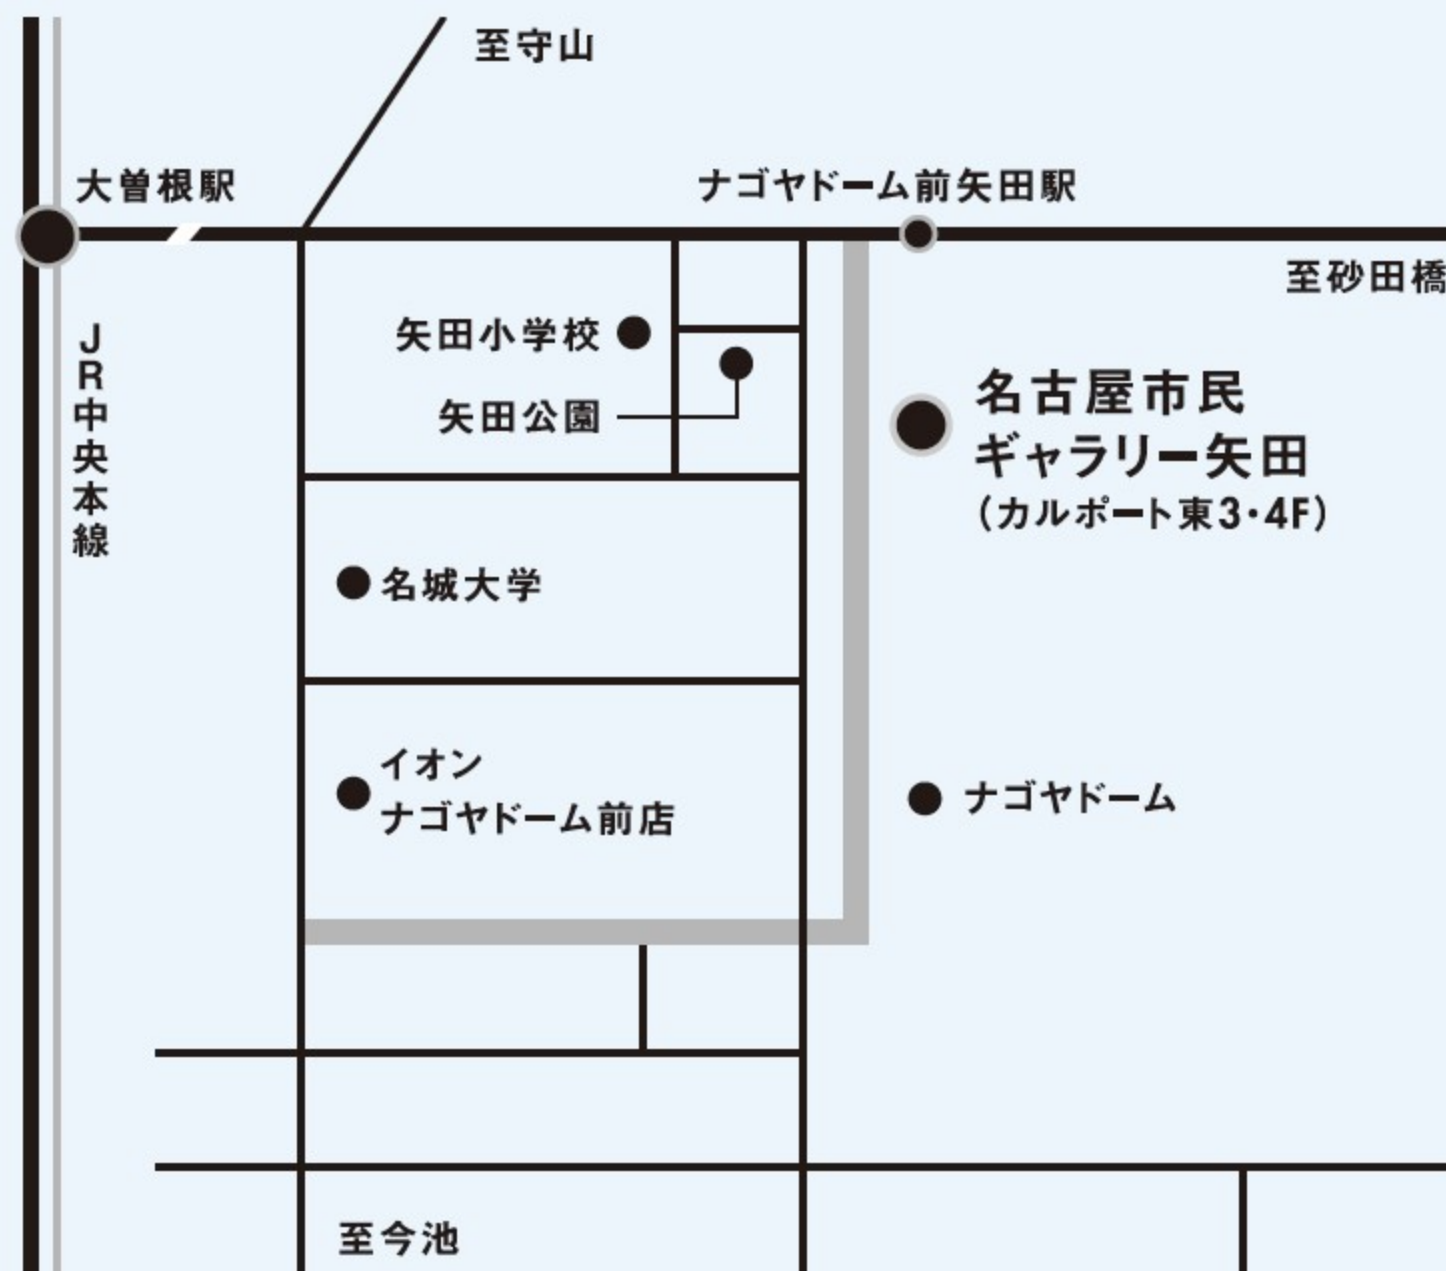 至守山
大曽根駅
ナゴヤドーム前矢田駅
至砂田橋
JR中央本線
矢田小学校
矢田公園
名古屋市民
ギャラリー矢田
(カルポート東3・4F)
名城大学
イオン
ナゴヤドーム前店
ナゴヤドーム
至今池